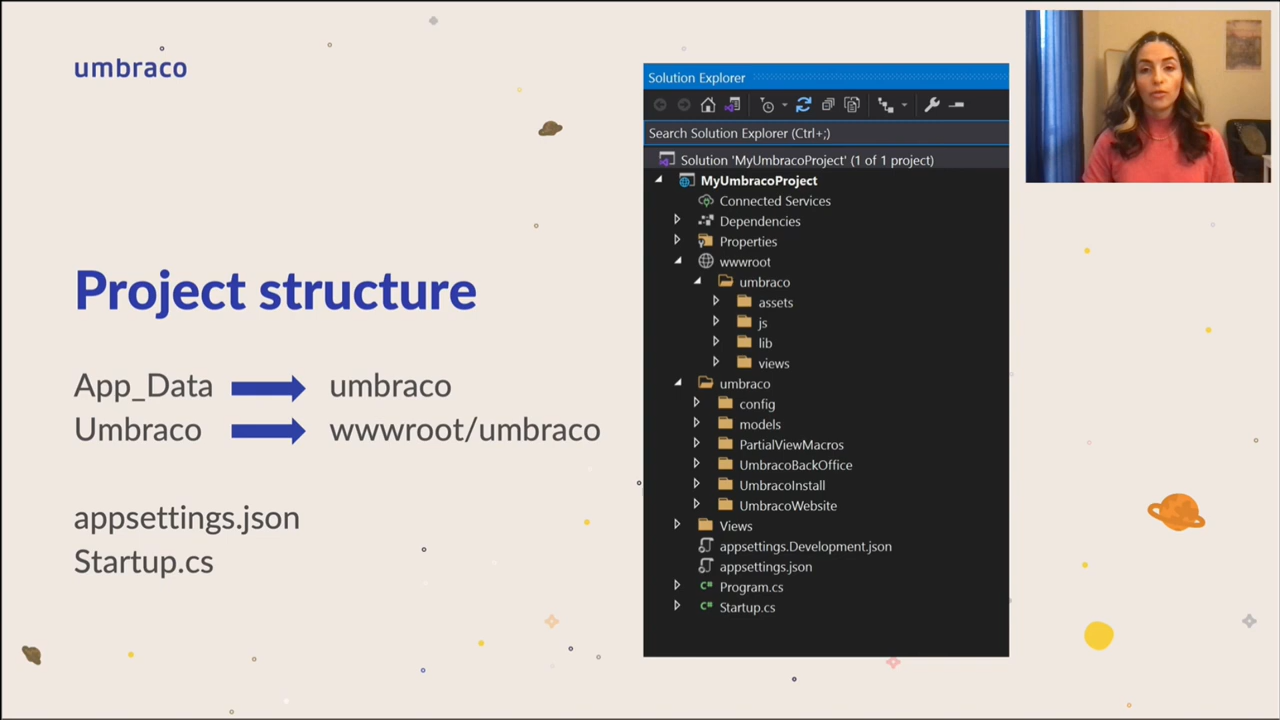 umbraco
Project structure
App_Data umbraco
Umbraco wwwroot/umbraco
appsettings.json
Startup.cs
Solution Explorer
Search Solution Explorer (Ctrl+;)
Solution 'MyUmbracoProject' (1 of 1 project)
MyUmbracoProject
Connected Services
Dependencies
Properties
wwwroot
umbraco
assets
js
lib
views
umbraco
config
models
PartialViewMacros
UmbracoBackOffice
UmbracoInstall
UmbracoWebsite
Views
appsettings.Development.json
appsettings.json
C# Program.cs
C# Startup.cs